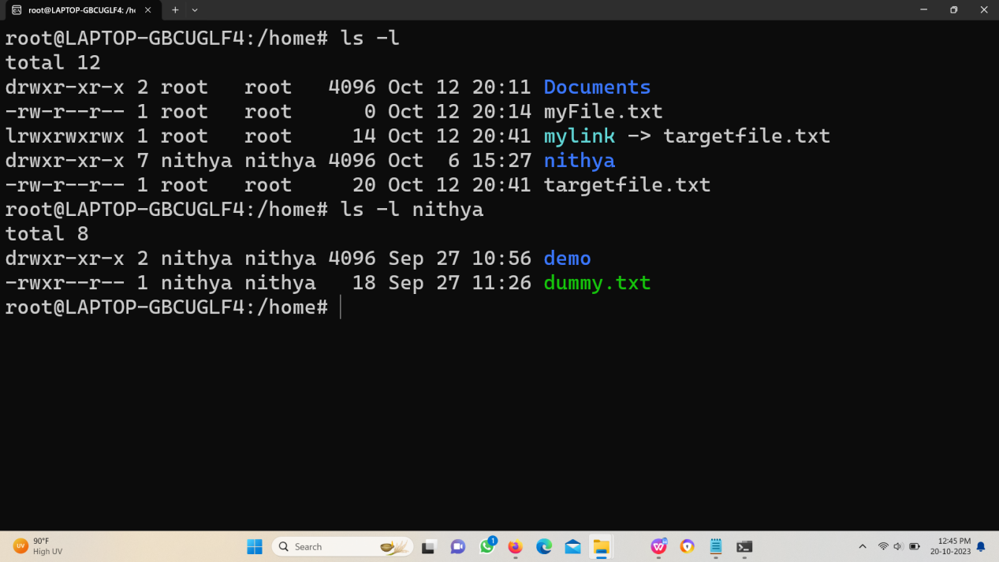 root@LAPTOP-GBCUGLF4: /h
root@LAPTOP-GBCUGLF4:/home# ls -l
total 12
drwxr-xr-x 2 root   root   4096 Oct 12 20:11 Documents
-rw-r--r-- 1 root   root      0 Oct 12 20:14 myFile.txt
lrwxrwxrwx 1 root   root     14 Oct 12 20:41 mylink -> targetfile.txt
drwxr-xr-x 7 nithya nithya 4096 Oct  6 15:27 nithya
-rw-r--r-- 1 root   root     20 Oct 12 20:41 targetfile.txt
root@LAPTOP-GBCUGLF4:/home# ls -l nithya
total 8
drwxr-xr-x 2 nithya nithya 4096 Sep 27 10:56 demo
-rwxr--r-- 1 nithya nithya   18 Sep 27 11:26 dummy.txt
root@LAPTOP-GBCUGLF4:/home#
UV
90°F
High UV
Search
1
12:45 PM
20-10-2023